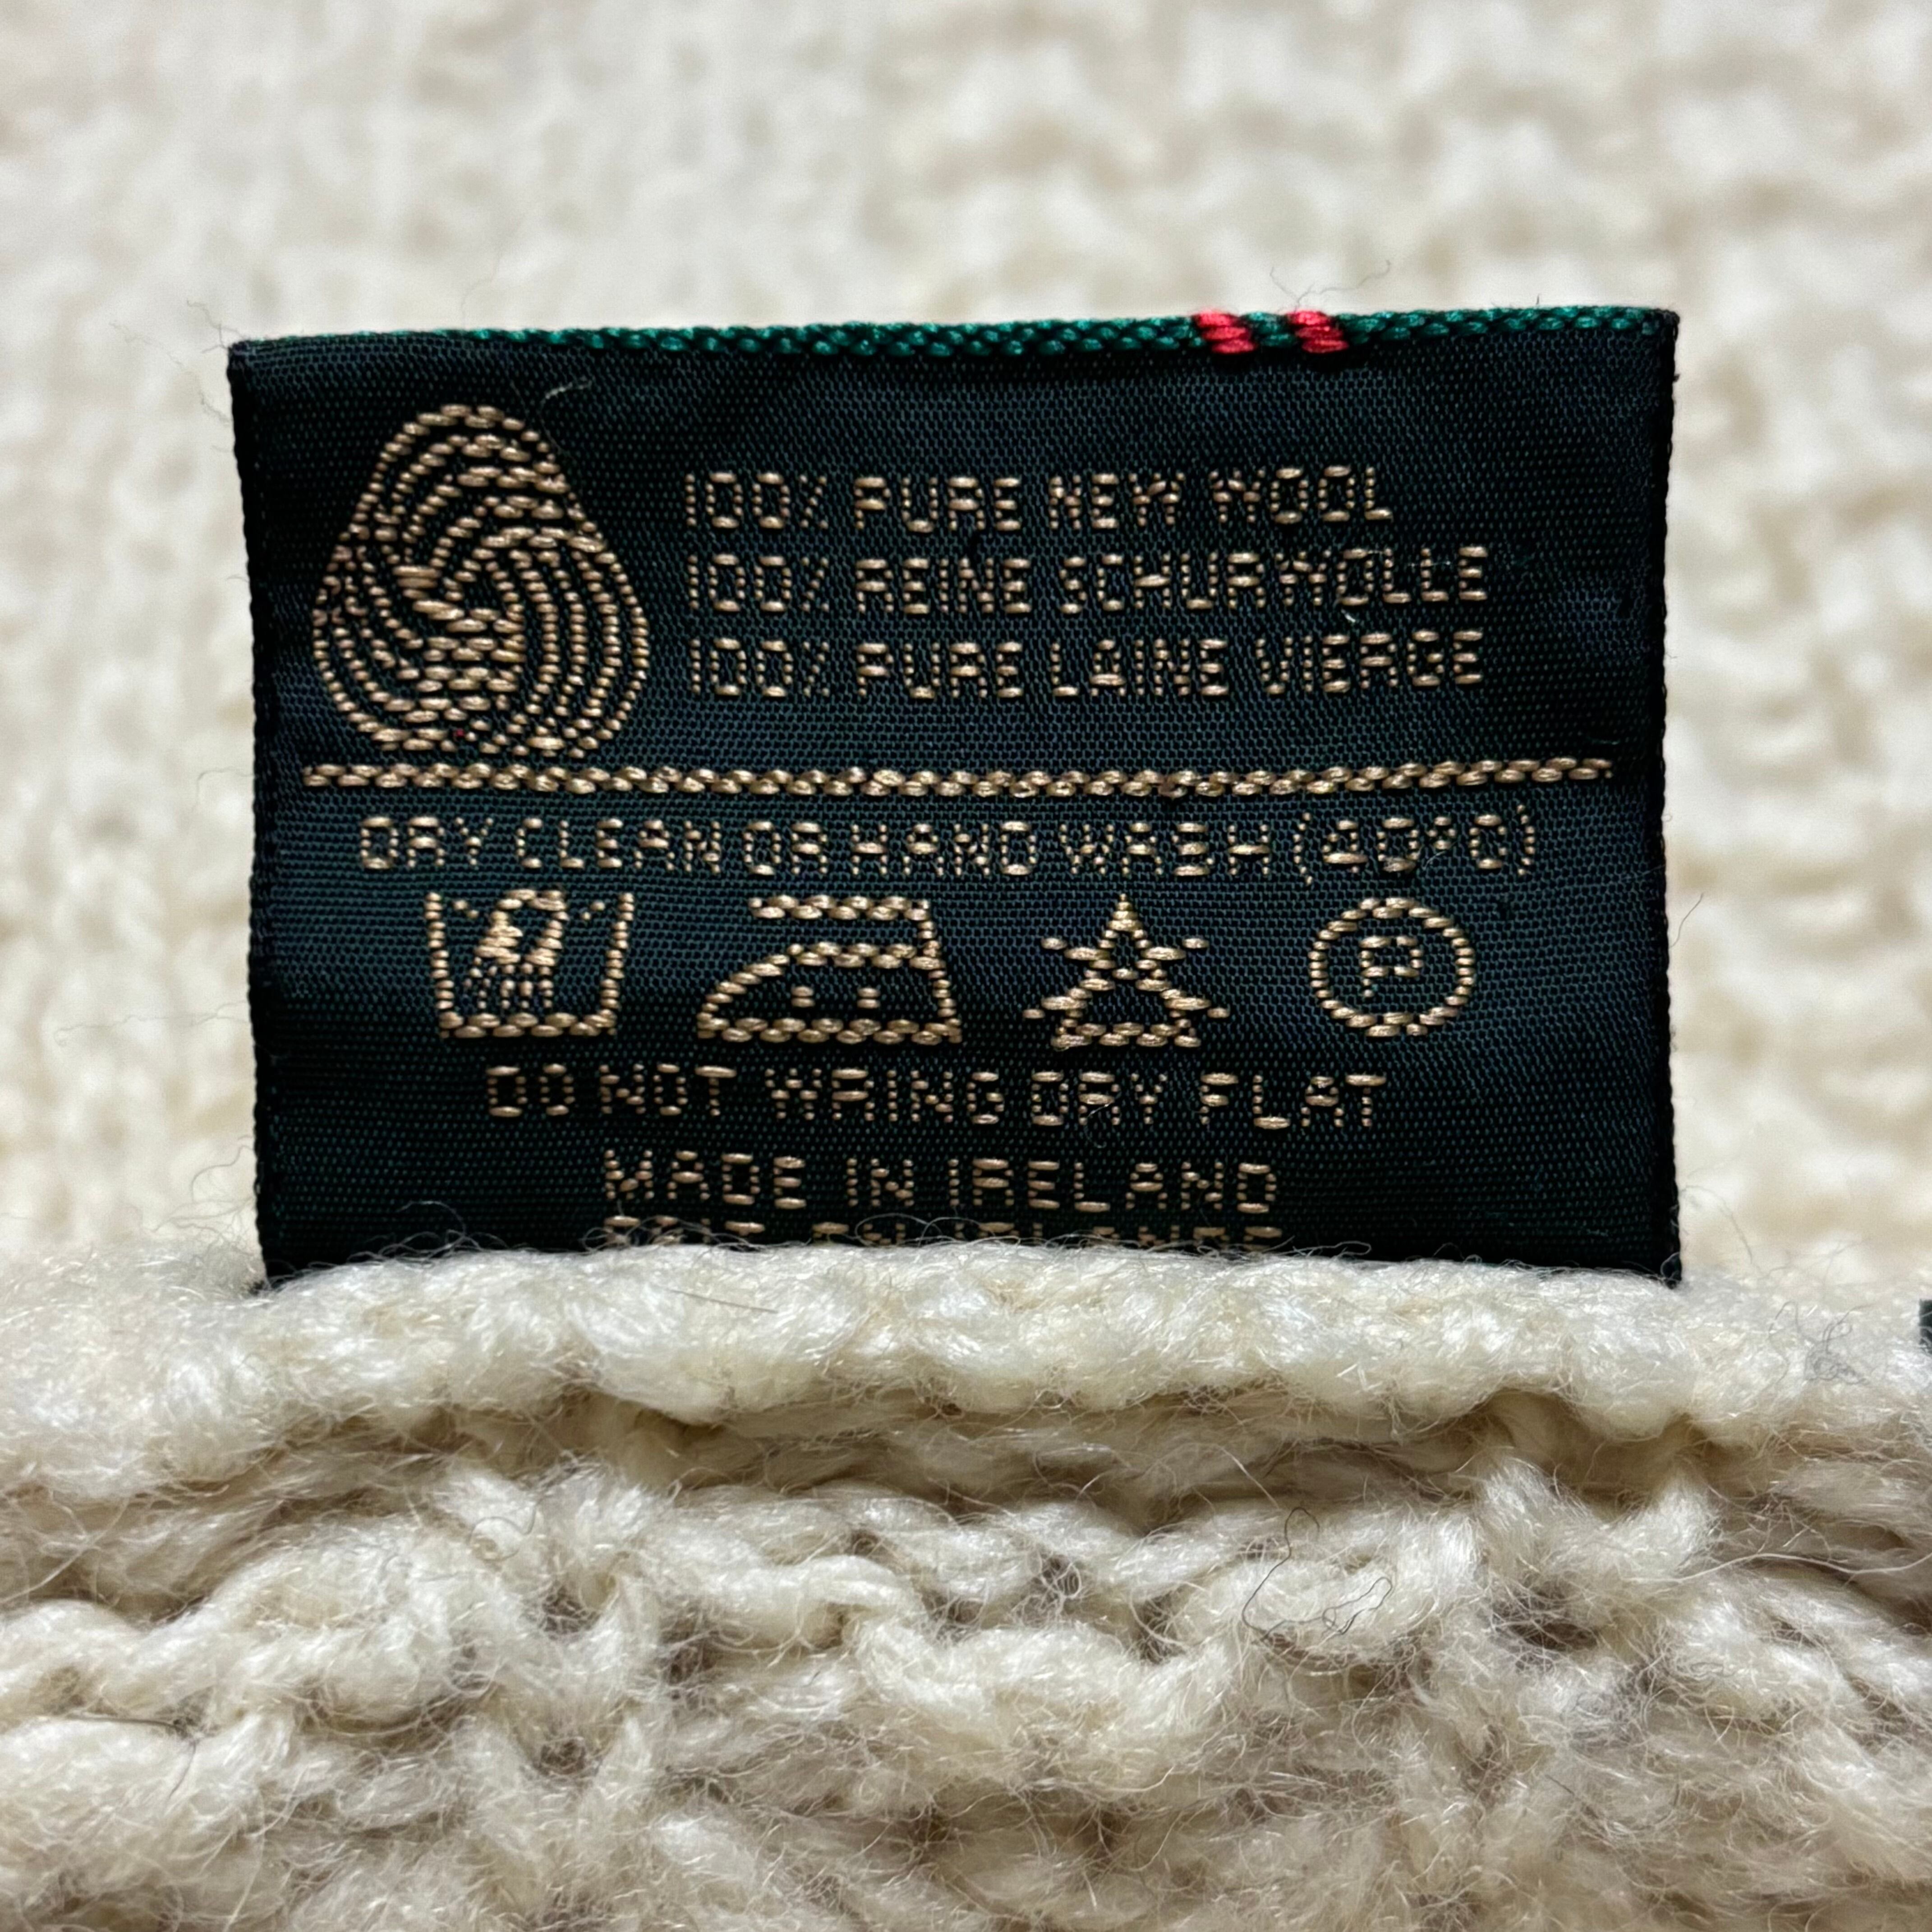 100% PURE NEW WOOL
100% REINE SCHURWOLLE
100% PURE LAINE VIERGE
DRY CLEAN OR HAND WASH (40°C)
P
DO NOT WRING DRY FLAT
MADE IN IRELAND